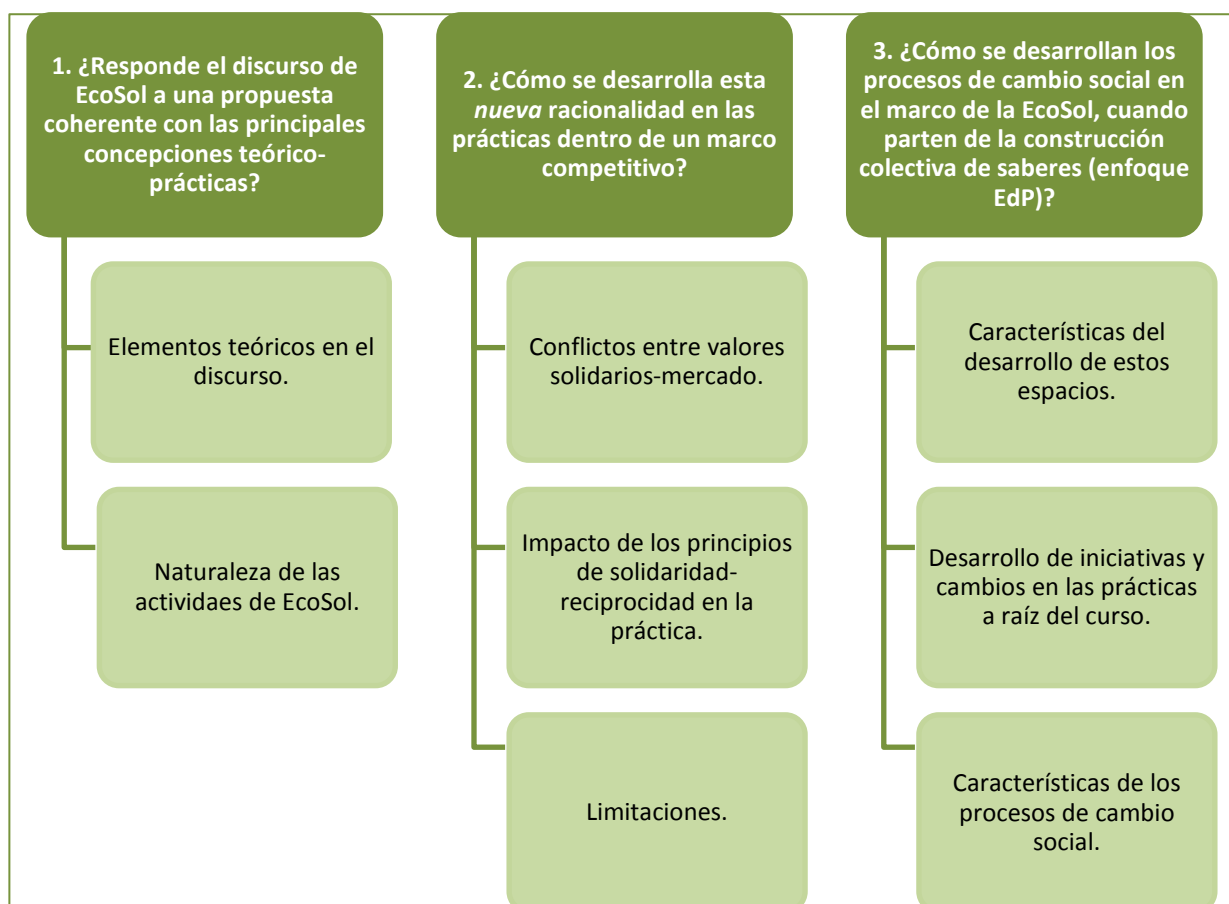 1. ¿Responde el discurso de
EcoSol a una propuesta
coherente con las principales
concepciones teórico-
prácticas?
Elementos teóricos en el
discurso.
Naturaleza de las
actividaes de EcoSol.
2. ¿Cómo se desarrolla esta
nueva racionalidad en las
prácticas dentro de un marco
competitivo?
Conflictos entre valores
solidarios-mercado.
Impacto de los principios
de solidaridad-
reciprocidad en la
práctica.
Limitaciones.
3. ¿Cómo se desarrollan los
procesos de cambio social en
el marco de la EcoSol, cuando
parten de la construcción
colectiva de saberes (enfoque
EdP)?
Características del
desarrollo de estos
espacios.
Desarrollo de iniciativas y
cambios en las prácticas
a raíz del curso.
Características de los
procesos de cambio
social.